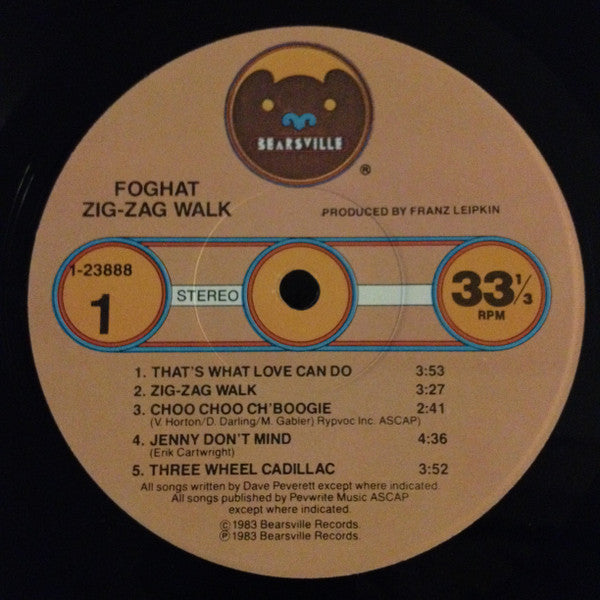 BEARSVILLE
®
FOGHAT
ZIG-ZAG WALK
PRODUCED BY FRANZ LEIPKIN
1-23888
1
STEREO
33 1/3
RPM
1. THAT'S WHAT LOVE CAN DO 3:53
2. ZIG-ZAG WALK 3:27
3. CHOO CHOO CH'BOOGIE 2:41
(V. Horton/D. Darling/M. Gabler) Rypvoc Inc. ASCAP)
4. JENNY DON'T MIND 4:36
(Erik Cartwright)
5. THREE WHEEL CADILLAC 3:52
All songs written by Dave Peverett except where indicated.
All songs published by Pevwrite Music ASCAP
except where indicated.
© 1983 Bearsville Records.
℗ 1983 Bearsville Records.